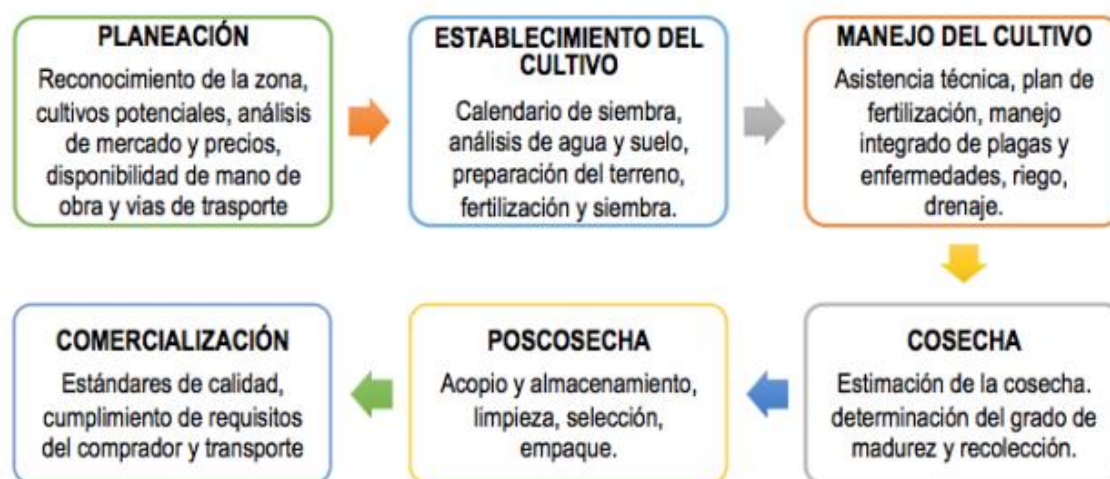 PLANEACIÓN
Reconocimiento de la zona,
cultivos potenciales, análisis
de mercado y precios,
disponibilidad de mano de
obra y vias de trasporte
ESTABLECIMIENTO DEL
CULTIVO
Calendario de siembra,
análisis de agua y suelo,
preparación del terreno,
fertilización y siembra.
MANEJO DEL CULTIVO
Asistencia técnica, plan de
fertilización, manejo
integrado de plagas y
enfermedades, riego,
drenaje.
COSECHA
Estimación de la cosecha.
determinación del grado de
madurez y recolección.
POSCOSECHA
Acopio y almacenamiento,
limpieza, selección,
empaque.
COMERCIALIZACIÓN
Estándares de calidad,
cumplimiento de requisitos
del comprador y transporte